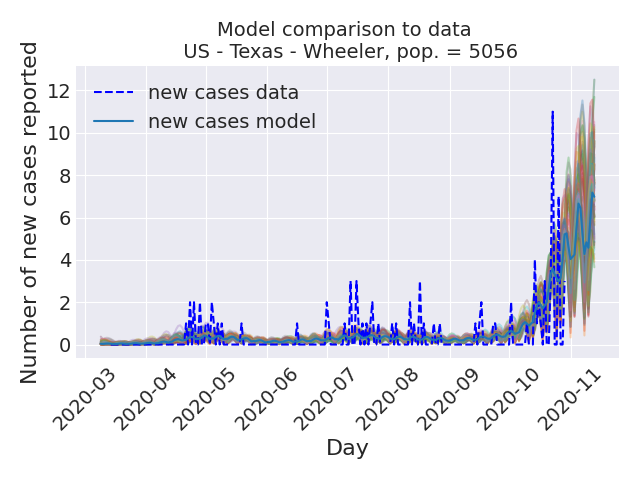 Model comparison to data
US - Texas - Wheeler, pop. = 5056
new cases data
new cases model
Number of new cases reported
12
10
8
6
4
2
0
2020-03
2020-04
2020-05
2020-06
2020-07
2020-08
2020-09
2020-10
2020-11
Day